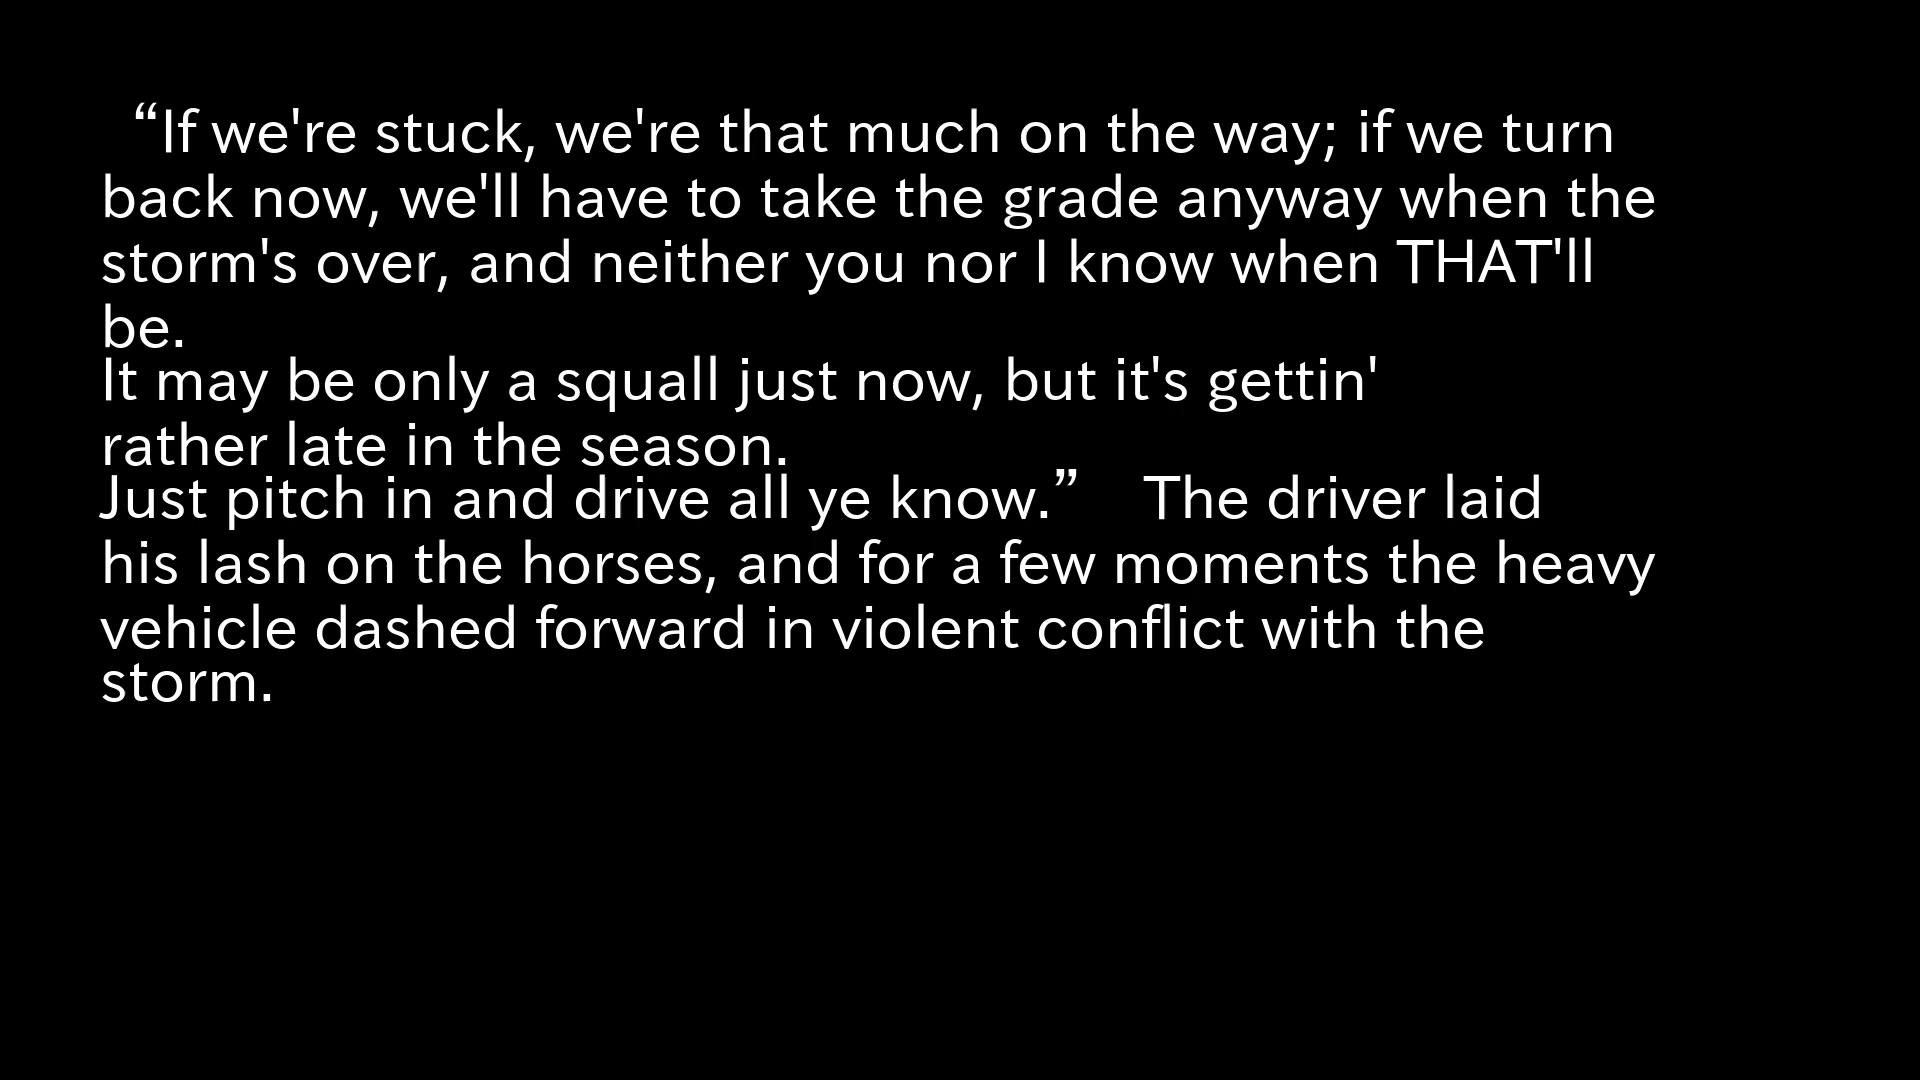 “If we're stuck, we're that much on the way; if we turn
back now, we'll have to take the grade anyway when the
storm's over, and neither you nor I know when THAT'll
be.
It may be only a squall just now, but it's gettin'
rather late in the season.
Just pitch in and drive all ye know.” The driver laid
his lash on the horses, and for a few moments the heavy
vehicle dashed forward in violent conflict with the
storm.